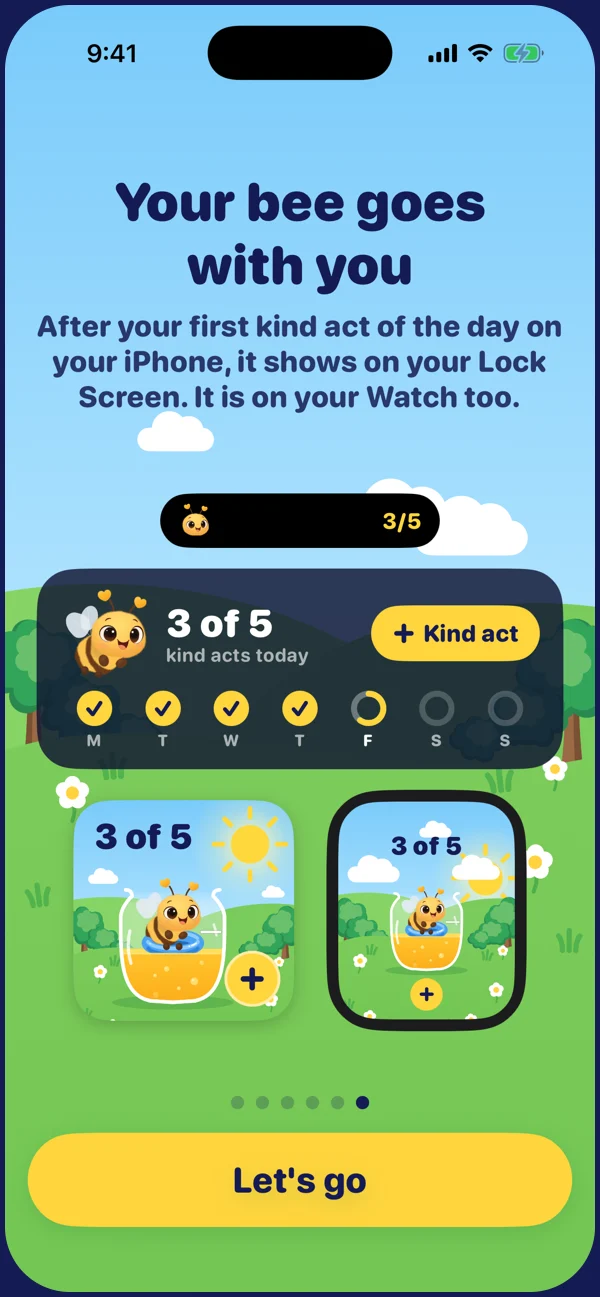 9:41
Your bee goes
with you
After your first kind act of the day on
your iPhone, it shows on your Lock
Screen. It is on your Watch too.
3/5
3 of 5
kind acts today
+ Kind act
M T W T F S S
3 of 5
+
3 of 5
+
Let's go